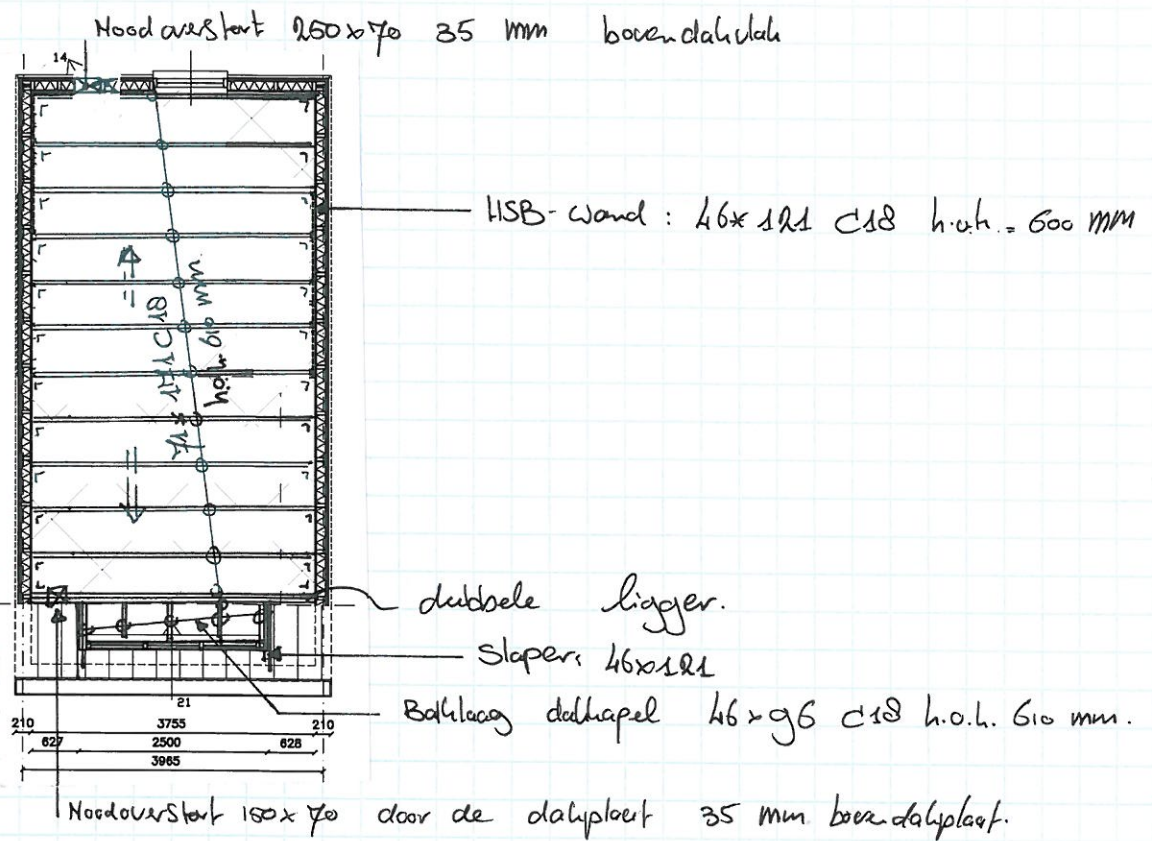 Noodoverstort 250x70 35 mm boven dakvlak
14
HSB-wand : 46x121 C18 h.o.h. = 600 mm
71x171 C18
h.o.h. 610 mm
dubbele ligger.
Slaper: 46x121
21
Balklaag dakkapel 46x96 C18 h.o.h. 610 mm.
210 3755 210
627 2500 628
3965
Noodoverstort 150x70 door de dakplaat 35 mm boven dakplaat.